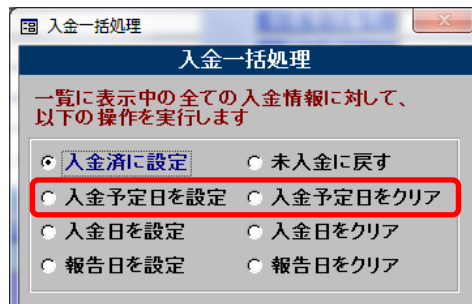 入金一括処理
入金一括処理
一覧に表示中の全ての入金情報に対して、
以下の操作を実行します
入金済に設定 未入金に戻す
入金予定日を設定 入金予定日をクリア
入金日を設定 入金日をクリア
報告日を設定 報告日をクリア